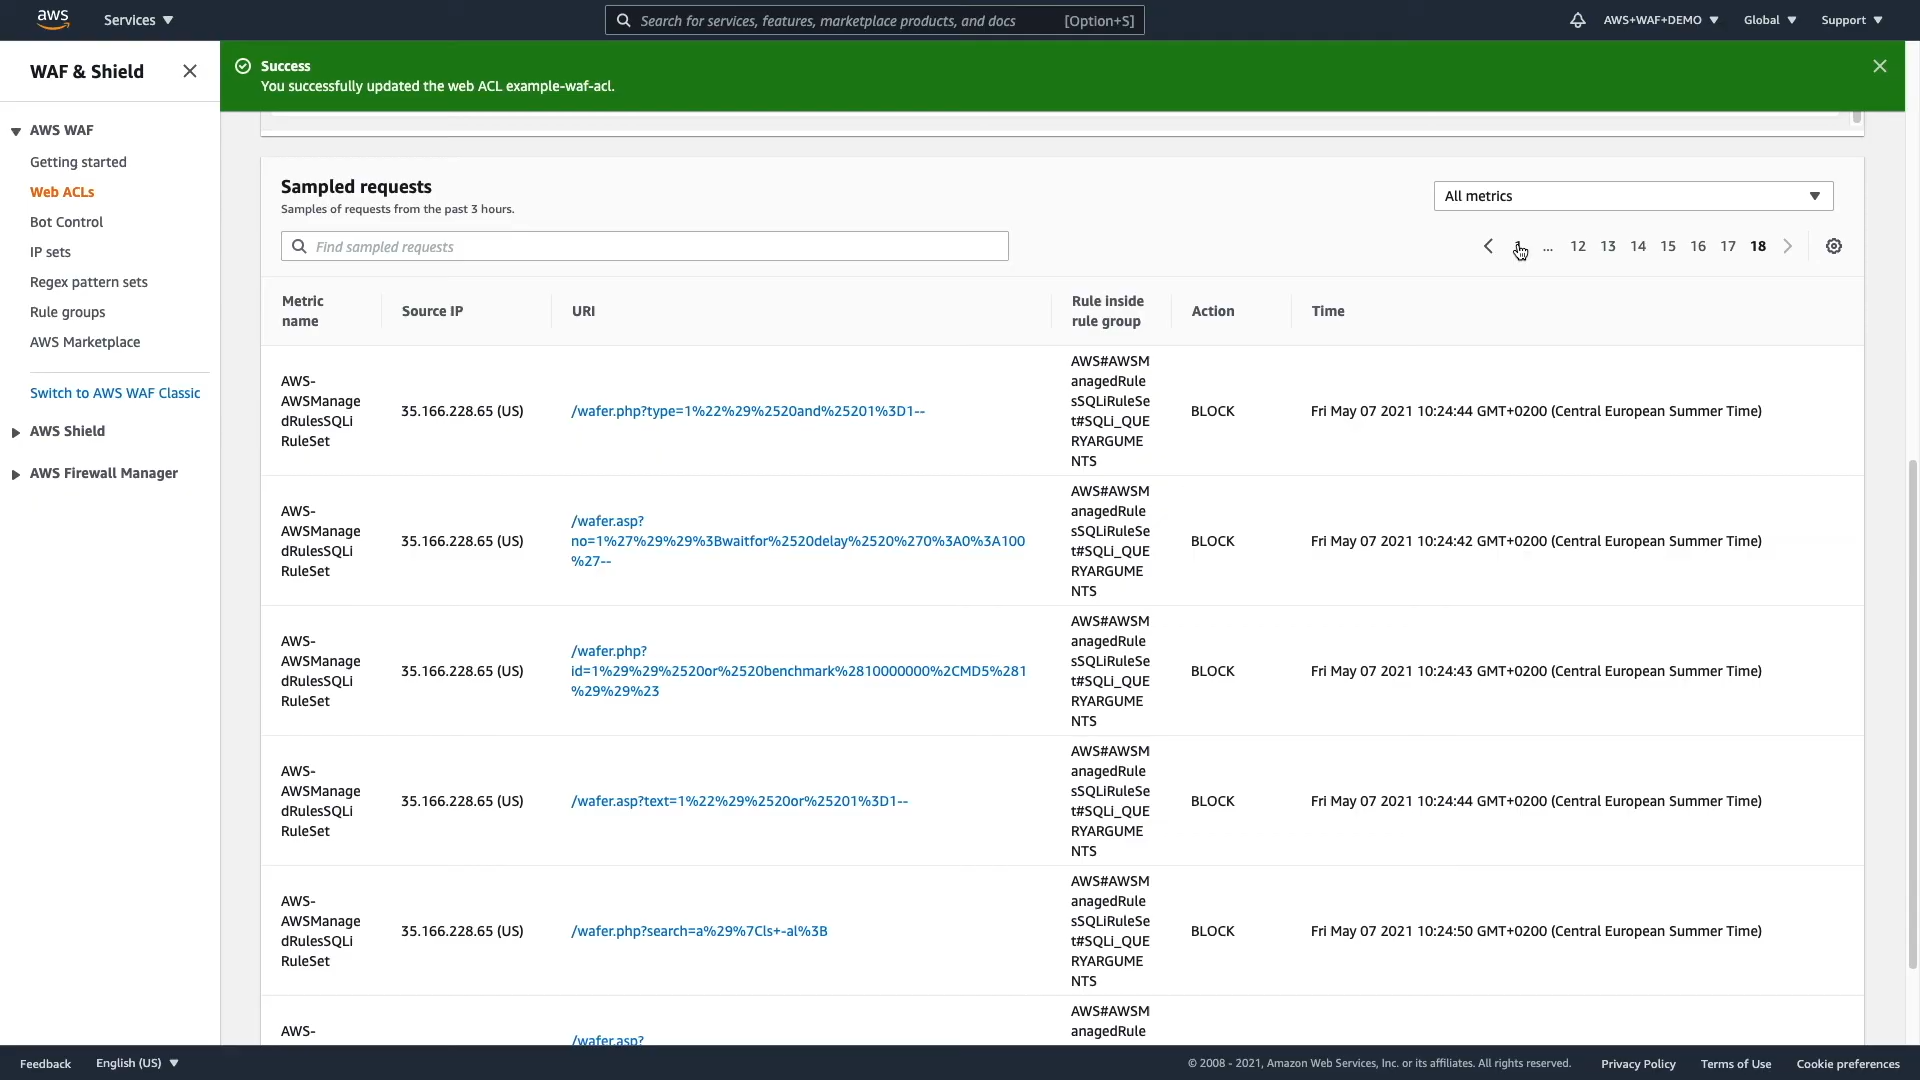 aws
Services
Search for services, features, marketplace products, and docs
[Option+S]
AWS+WAF+DEMO
Global
Support
WAF & Shield
Success
You successfully updated the web ACL example-waf-acl.
AWS WAF
Getting started
Web ACLs
Bot Control
IP sets
Regex pattern sets
Rule groups
AWS Marketplace
Switch to AWS WAF Classic
AWS Shield
AWS Firewall Manager
Sampled requests
Samples of requests from the past 3 hours.
All metrics
Find sampled requests
... 12 13 14 15 16 17 18
Metric
name
Source IP
URI
Rule inside
rule group
Action
Time
AWS-
AWSManage
dRulesSQLi
RuleSet
35.166.228.65 (US)
/wafer.php?type=1%22%29%2520and%25201%3D1--
AWS#AWSM
anagedRule
sSQLiRuleSe
t#SQLi_QUE
RYARGUME
NTS
BLOCK
Fri May 07 2021 10:24:44 GMT+0200 (Central European Summer Time)
AWS-
AWSManage
dRulesSQLi
RuleSet
35.166.228.65 (US)
/wafer.asp?
no=1%27%29%29%3Bwaitfor%2520delay%2520%270%3A0%3A100
%27--
AWS#AWSM
anagedRule
sSQLiRuleSe
t#SQLi_QUE
RYARGUME
NTS
BLOCK
Fri May 07 2021 10:24:42 GMT+0200 (Central European Summer Time)
AWS-
AWSManage
dRulesSQLi
RuleSet
35.166.228.65 (US)
/wafer.php?
id=1%29%29%2520or%2520benchmark%2810000000%2CMD5%281
%29%29%23
AWS#AWSM
anagedRule
sSQLiRuleSe
t#SQLi_QUE
RYARGUME
NTS
BLOCK
Fri May 07 2021 10:24:43 GMT+0200 (Central European Summer Time)
AWS-
AWSManage
dRulesSQLi
RuleSet
35.166.228.65 (US)
/wafer.asp?text=1%22%29%2520or%25201%3D1--
AWS#AWSM
anagedRule
sSQLiRuleSe
t#SQLi_QUE
RYARGUME
NTS
BLOCK
Fri May 07 2021 10:24:44 GMT+0200 (Central European Summer Time)
AWS-
AWSManage
dRulesSQLi
RuleSet
35.166.228.65 (US)
/wafer.php?search=a%29%7Cls+-al%3B
AWS#AWSM
anagedRule
sSQLiRuleSe
t#SQLi_QUE
RYARGUME
NTS
BLOCK
Fri May 07 2021 10:24:50 GMT+0200 (Central European Summer Time)
AWS-
/wafer.asp?
AWS#AWSM
anagedRule
Feedback
English (US)
© 2008 - 2021, Amazon Web Services, Inc. or its affiliates. All rights reserved.
Privacy Policy
Terms of Use
Cookie preferences